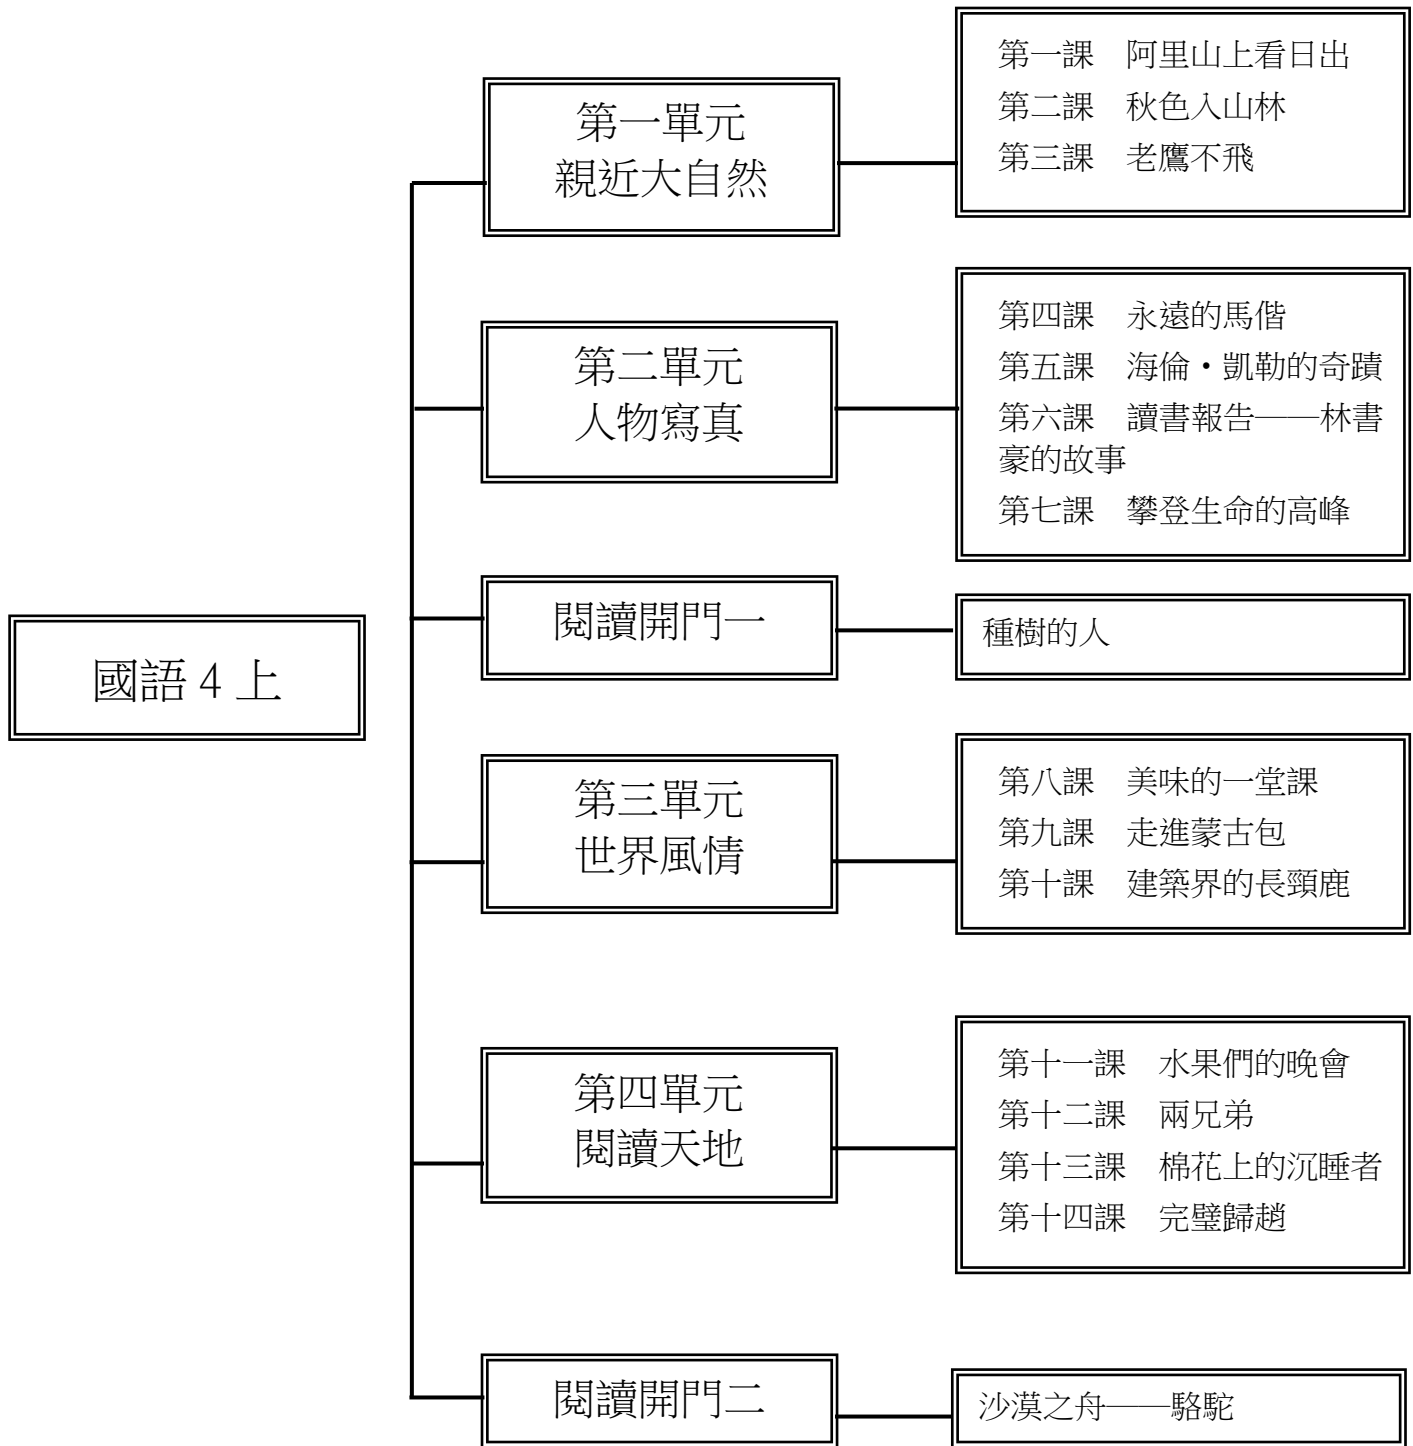 國語4上
第一單元
親近大自然
第一課　阿里山上看日出
第二課　秋色入山林
第三課　老鷹不飛
第二單元
人物寫真
第四課　永遠的馬偕
第五課　海倫・凱勒的奇蹟
第六課　讀書報告──林書
豪的故事
第七課　攀登生命的高峰
閱讀開門一
種樹的人
第三單元
世界風情
第八課　美味的一堂課
第九課　走進蒙古包
第十課　建築界的長頸鹿
第四單元
閱讀天地
第十一課　水果們的晚會
第十二課　兩兄弟
第十三課　棉花上的沉睡者
第十四課　完璧歸趙
閱讀開門二
沙漠之舟──駱駝